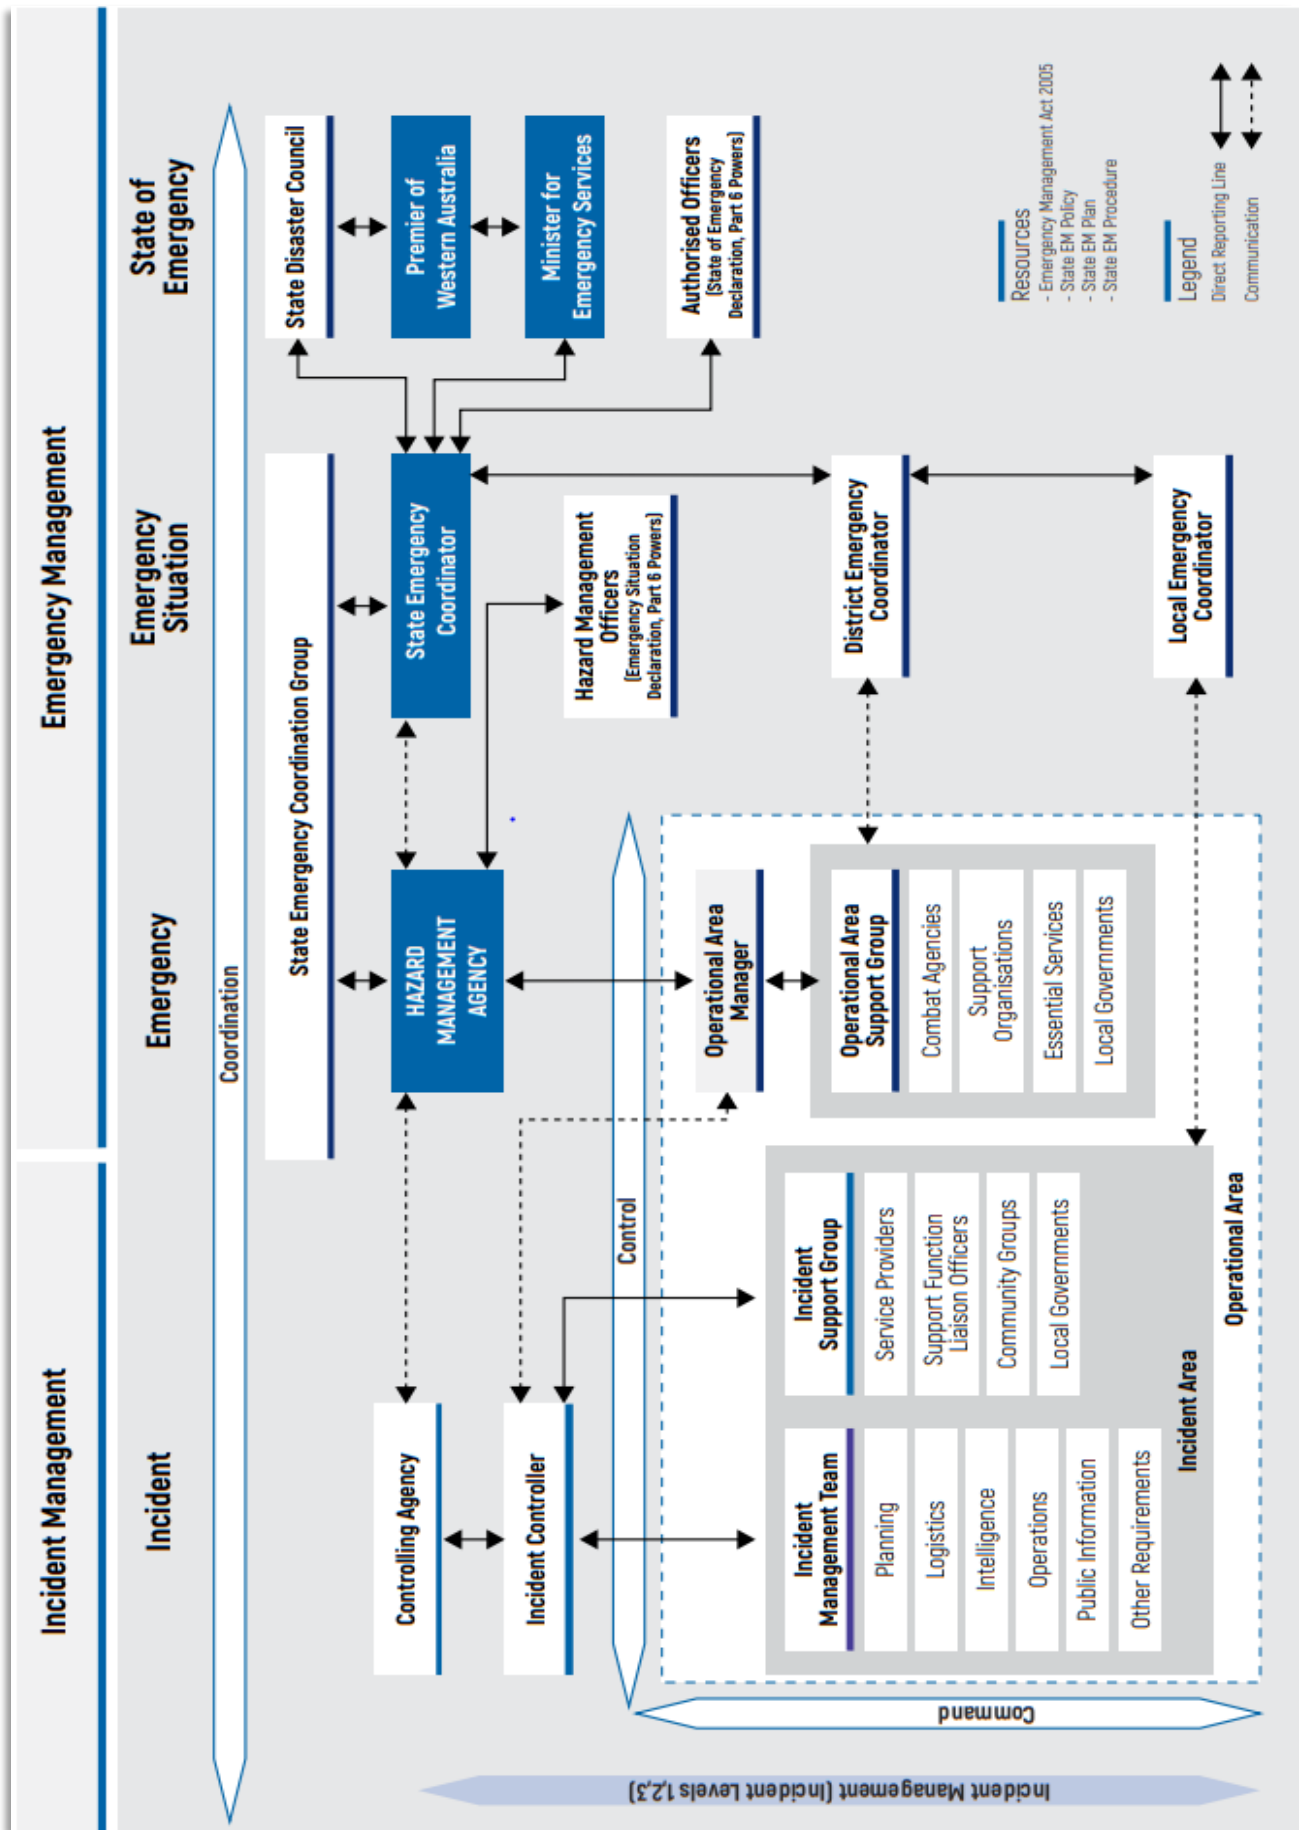 Incident Management
Emergency Management
Incident
Emergency
Emergency
Situation
State of
Emergency
Coordination
State Emergency Coordination Group
State Disaster Council
Controlling Agency
HAZARD
MANAGEMENT
AGENCY
State Emergency
Coordinator
Premier of
Western Australia
Incident Controller
Minister for
Emergency Services
Hazard Management
Officers
(Emergency Situation
Declaration, Part 6 Powers)
Authorised Officers
(State of Emergency
Declaration, Part 6 Powers)
Control
Operational Area
Manager
Incident
Management Team
Planning
Logistics
Intelligence
Operations
Public Information
Other Requirements
Incident
Support Group
Service Providers
Support Function
Liaison Officers
Community Groups
Local Governments
Incident Area
Operational Area
Support Group
Combat Agencies
Support
Organisations
Essential Services
Local Governments
Operational Area
District Emergency
Coordinator
Local Emergency
Coordinator
Command
Incident Management (Incident Levels 1,2,3)
Resources
- Emergency Management Act 2005
- State EM Policy
- State EM Plan
- State EM Procedure
Legend
Direct Reporting Line
Communication